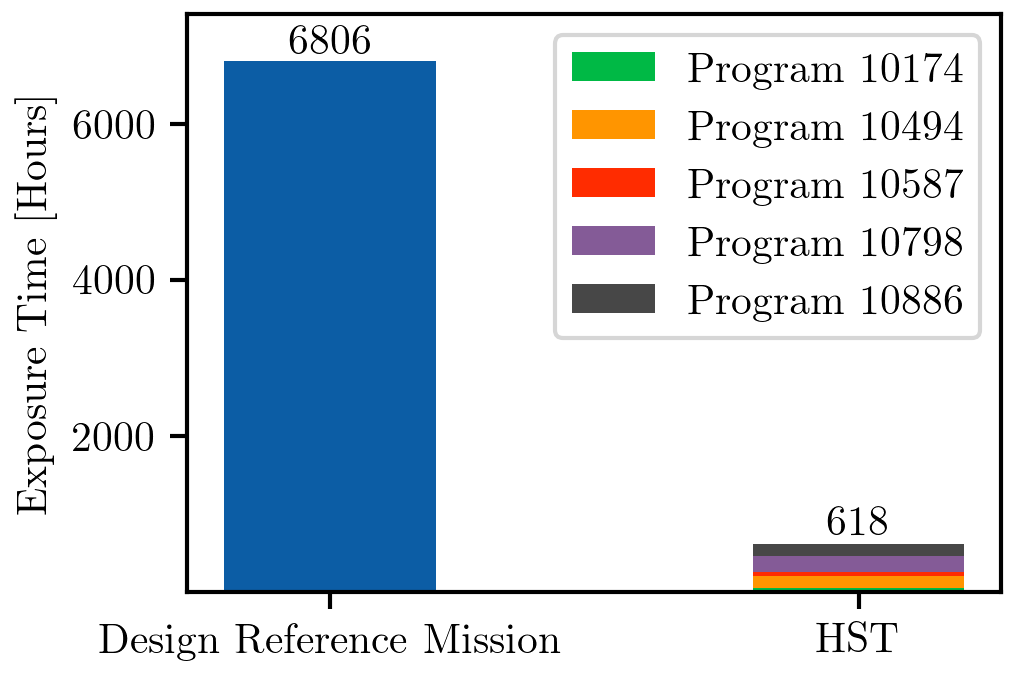 Exposure Time [Hours]
6000
4000
2000
6806
618
Program 10174
Program 10494
Program 10587
Program 10798
Program 10886
Design Reference Mission
HST